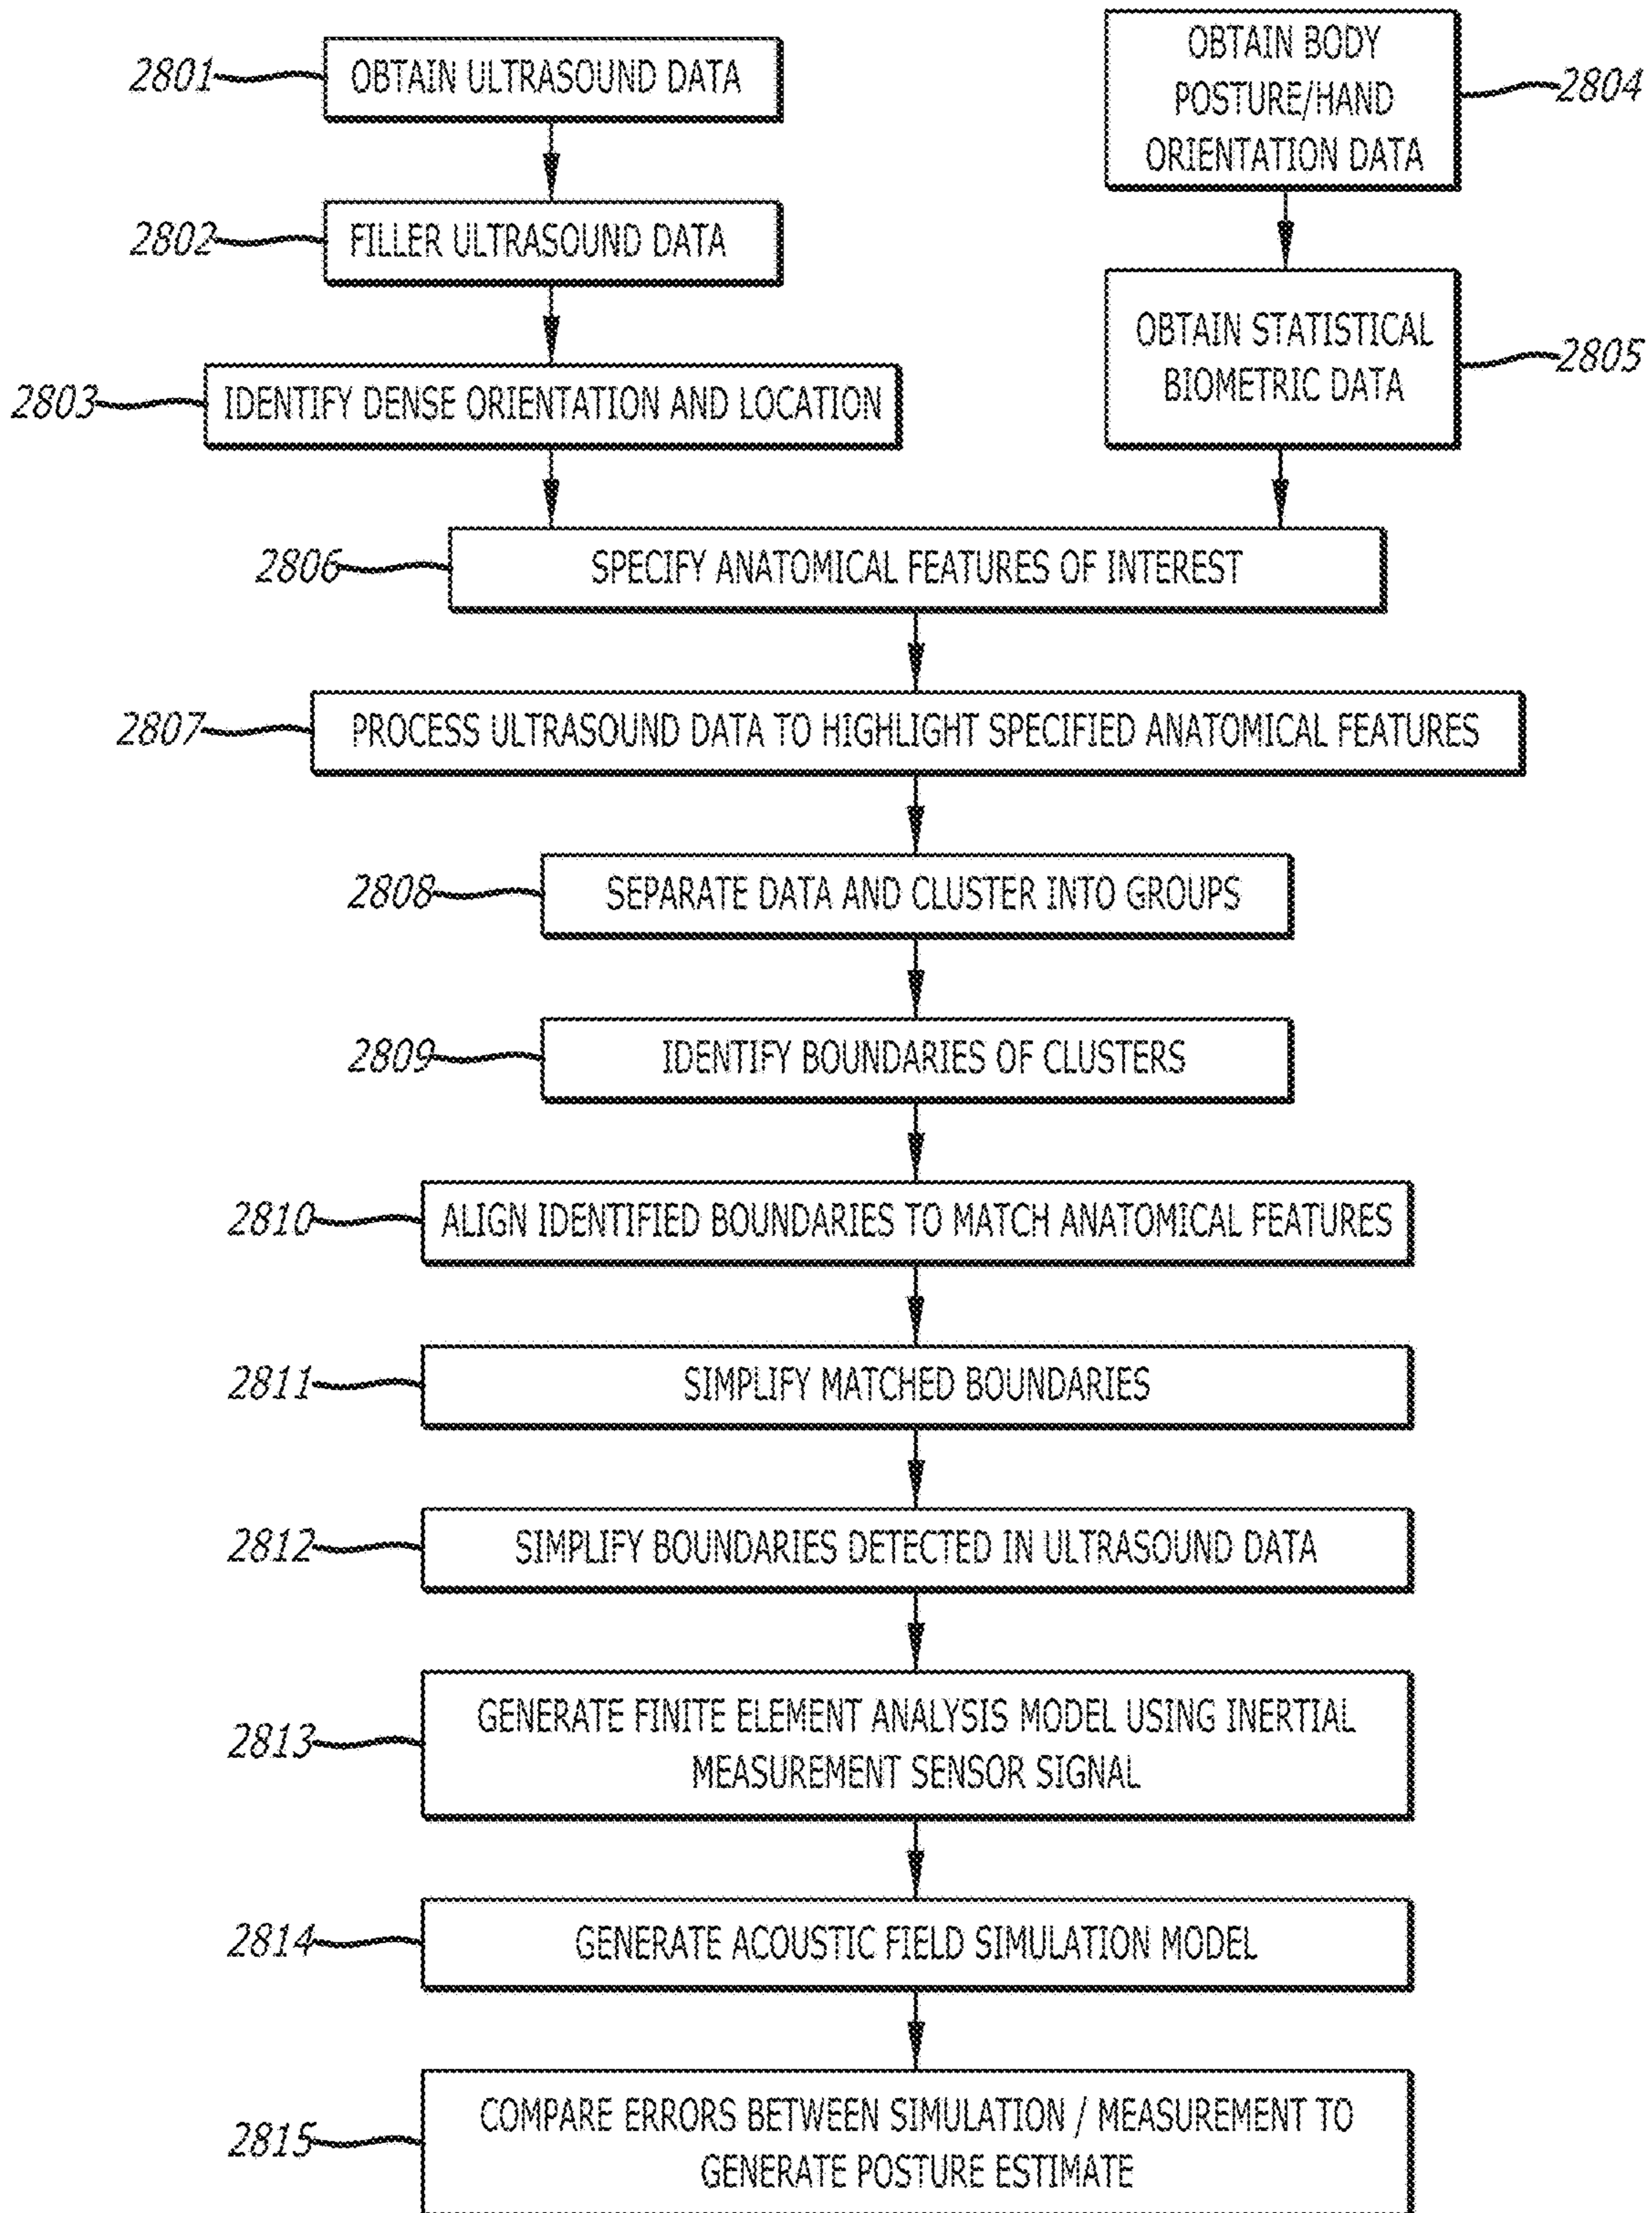 2801
OBTAIN ULTRASOUND DATA
2802
FILLER ULTRASOUND DATA
2803
IDENTIFY DENSE ORIENTATION AND LOCATION
OBTAIN BODY
POSTURE/HAND
ORIENTATION DATA
2804
OBTAIN STATISTICAL
BIOMETRIC DATA
2805
2806
SPECIFY ANATOMICAL FEATURES OF INTEREST
2807
PROCESS ULTRASOUND DATA TO HIGHLIGHT SPECIFIED ANATOMICAL FEATURES
2808
SEPARATE DATA AND CLUSTER INTO GROUPS
2809
IDENTIFY BOUNDARIES OF CLUSTERS
2810
ALIGN IDENTIFIED BOUNDARIES TO MATCH ANATOMICAL FEATURES
2811
SIMPLIFY MATCHED BOUNDARIES
2812
SIMPLIFY BOUNDARIES DETECTED IN ULTRASOUND DATA
2813
GENERATE FINITE ELEMENT ANALYSIS MODEL USING INERTIAL
MEASUREMENT SENSOR SIGNAL
2814
GENERATE ACOUSTIC FIELD SIMULATION MODEL
2815
COMPARE ERRORS BETWEEN SIMULATION / MEASUREMENT TO
GENERATE POSTURE ESTIMATE